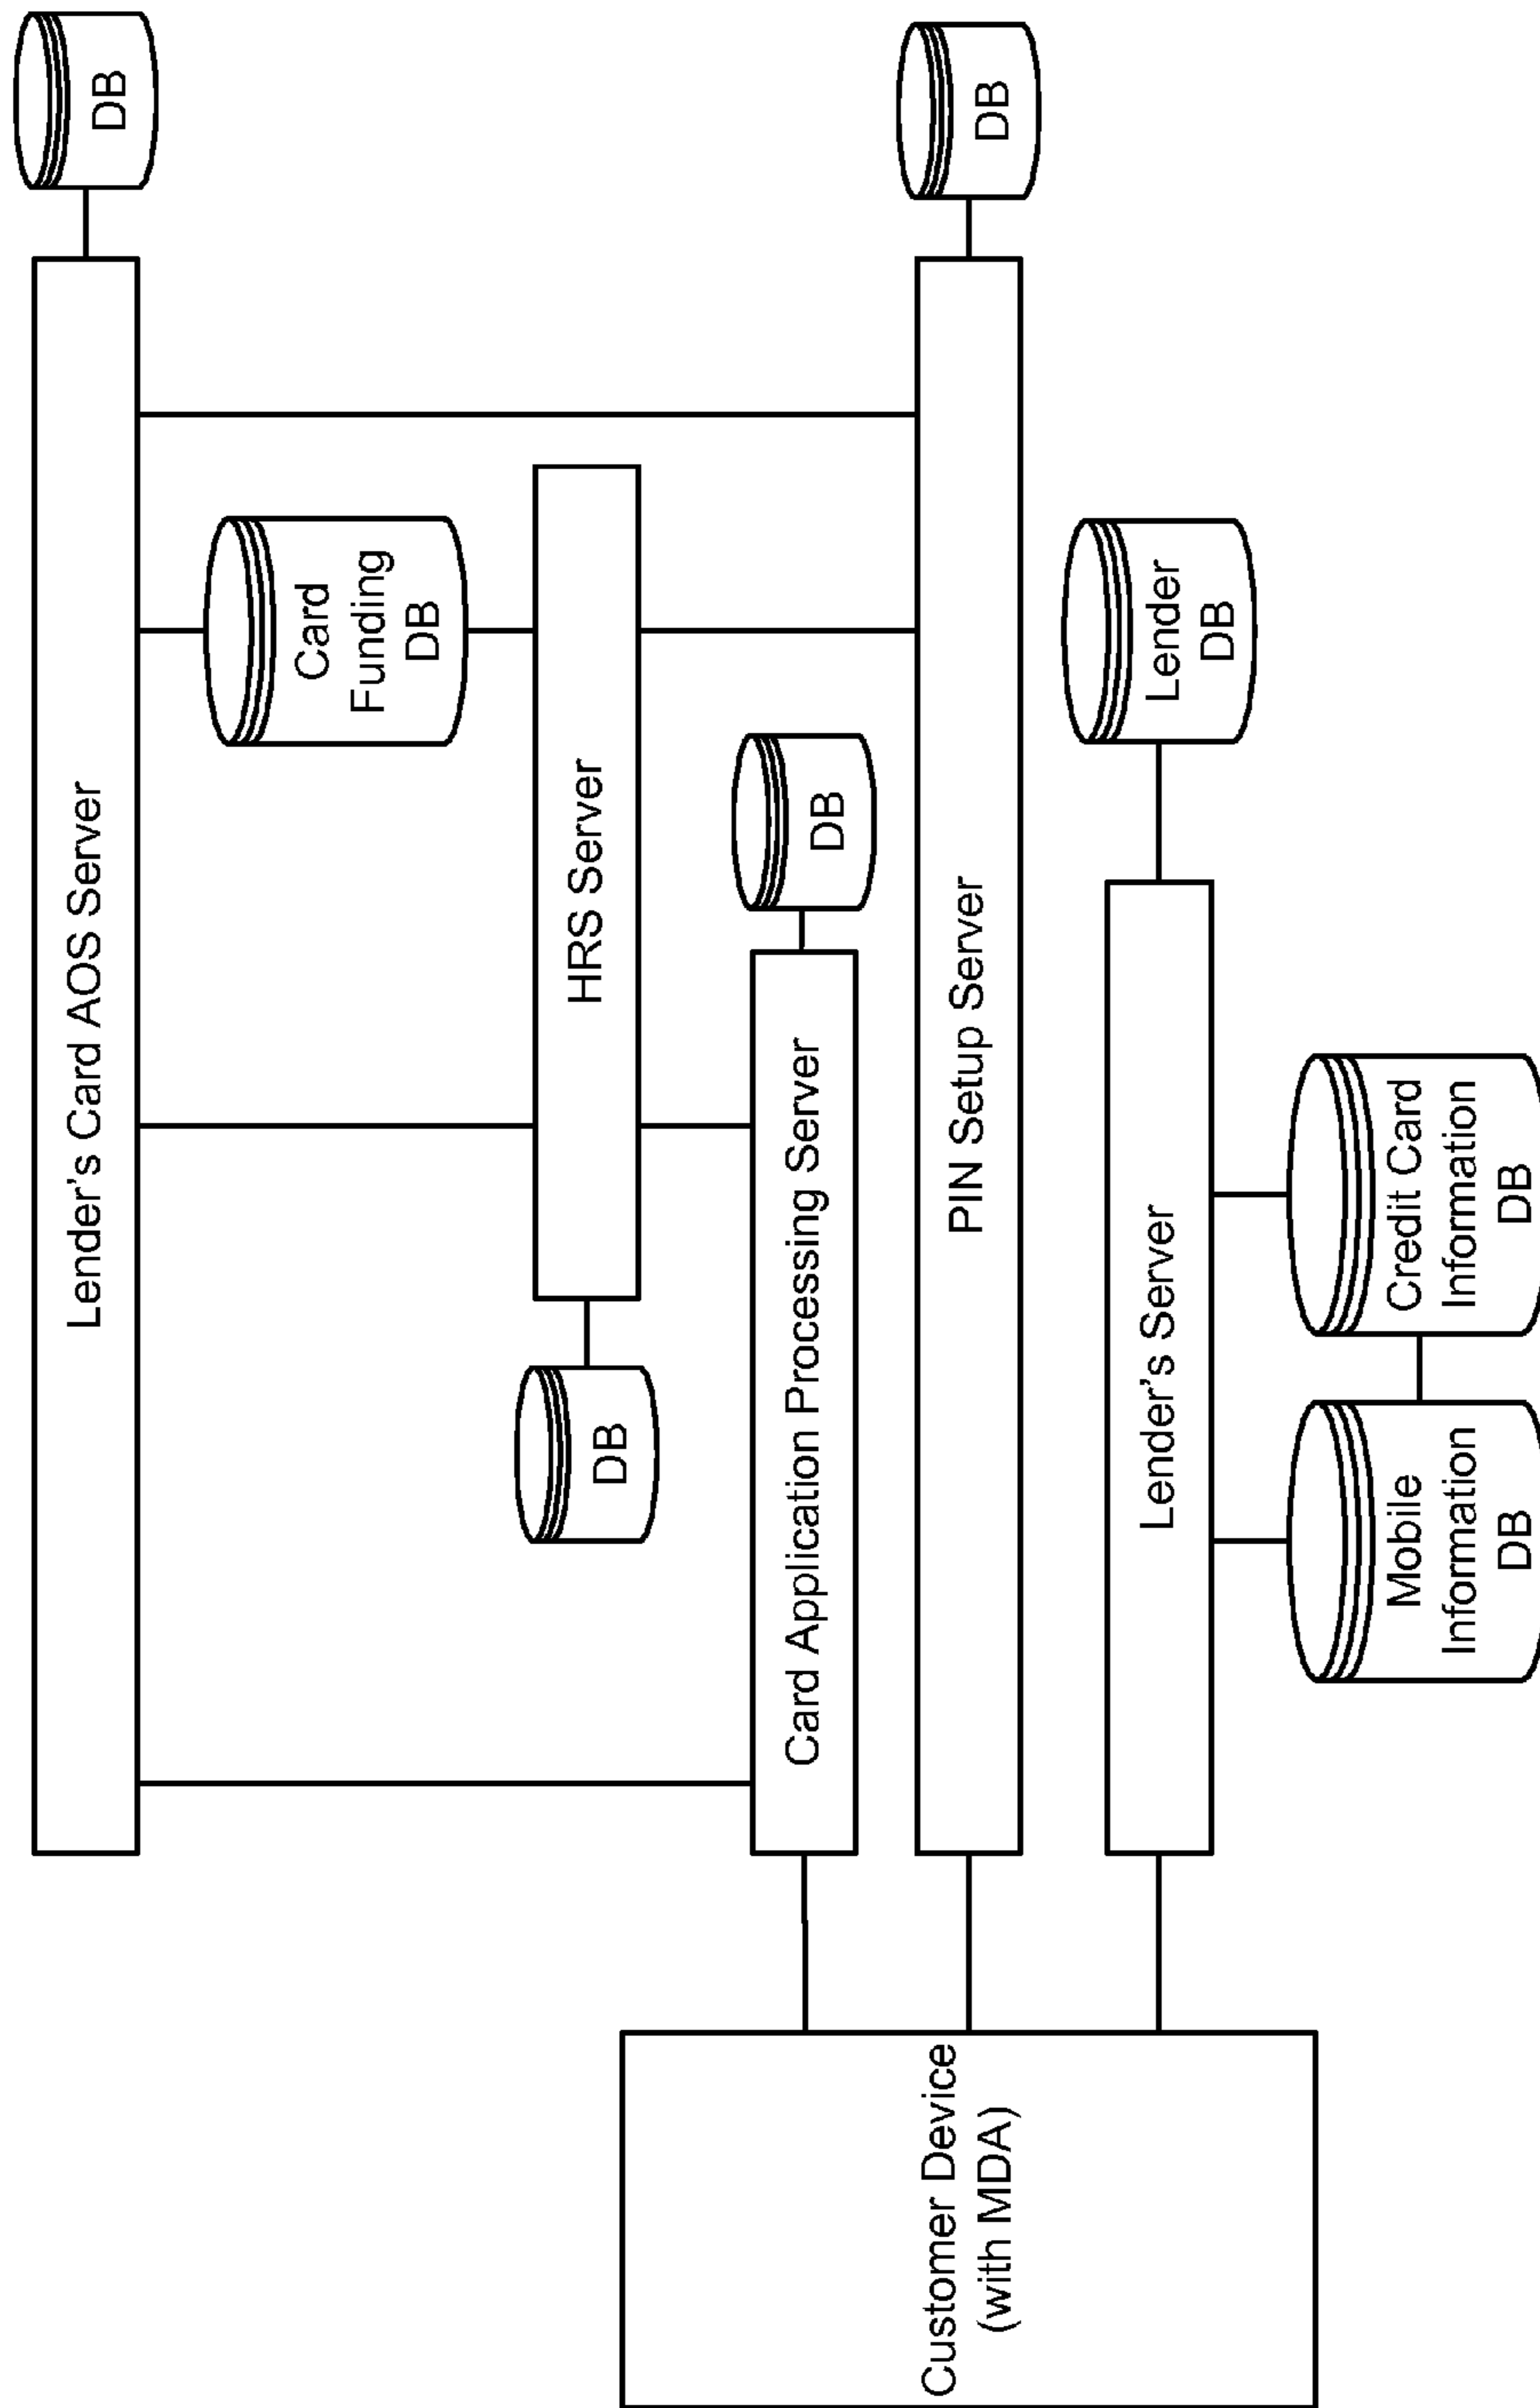 Lender's Card AOS Server
DB
Card
Funding
DB
HRS Server
DB
DB
Card Application Processing Server
PIN Setup Server
DB
Customer Device
(with MDA)
Lender's Server
Lender
DB
Mobile
Information
DB
Credit Card
Information
DB